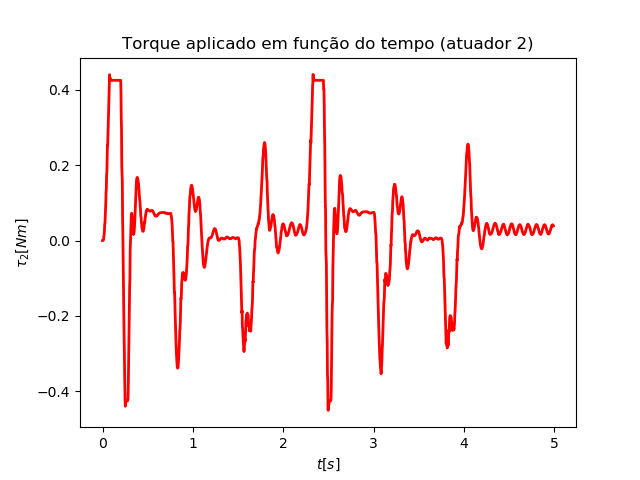 Torque aplicado em função do tempo (atuador 2)
τ₂[Nm]
0.4
0.2
0.0
−0.2
−0.4
0 1 2 3 4 5
t[s]